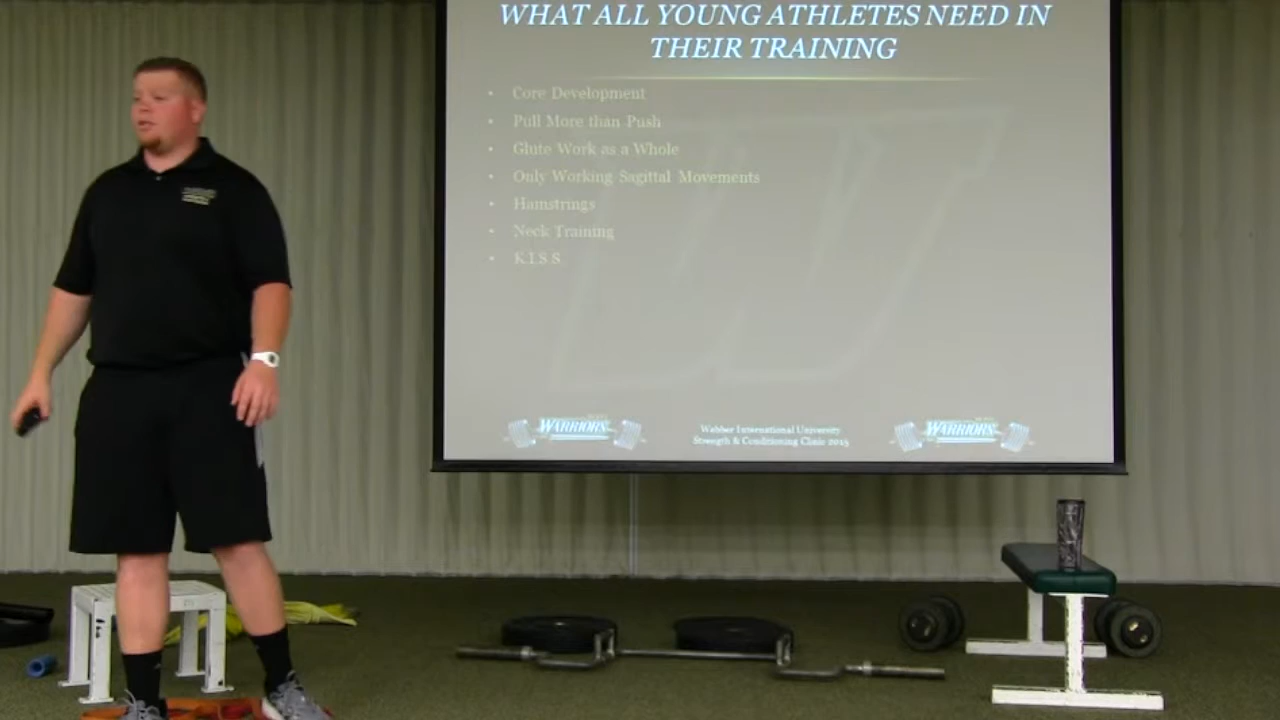 WHAT ALL YOUNG ATHLETES NEED IN
THEIR TRAINING
• Core Development
• Pull More than Push
• Glute Work as a Whole
• Only Working Sagittal Movements
• Hamstrings
• Neck Training
• K.I.S.S
WARRIORS
Webber International University
Strength & Conditioning Clinic 2015
WARRIORS